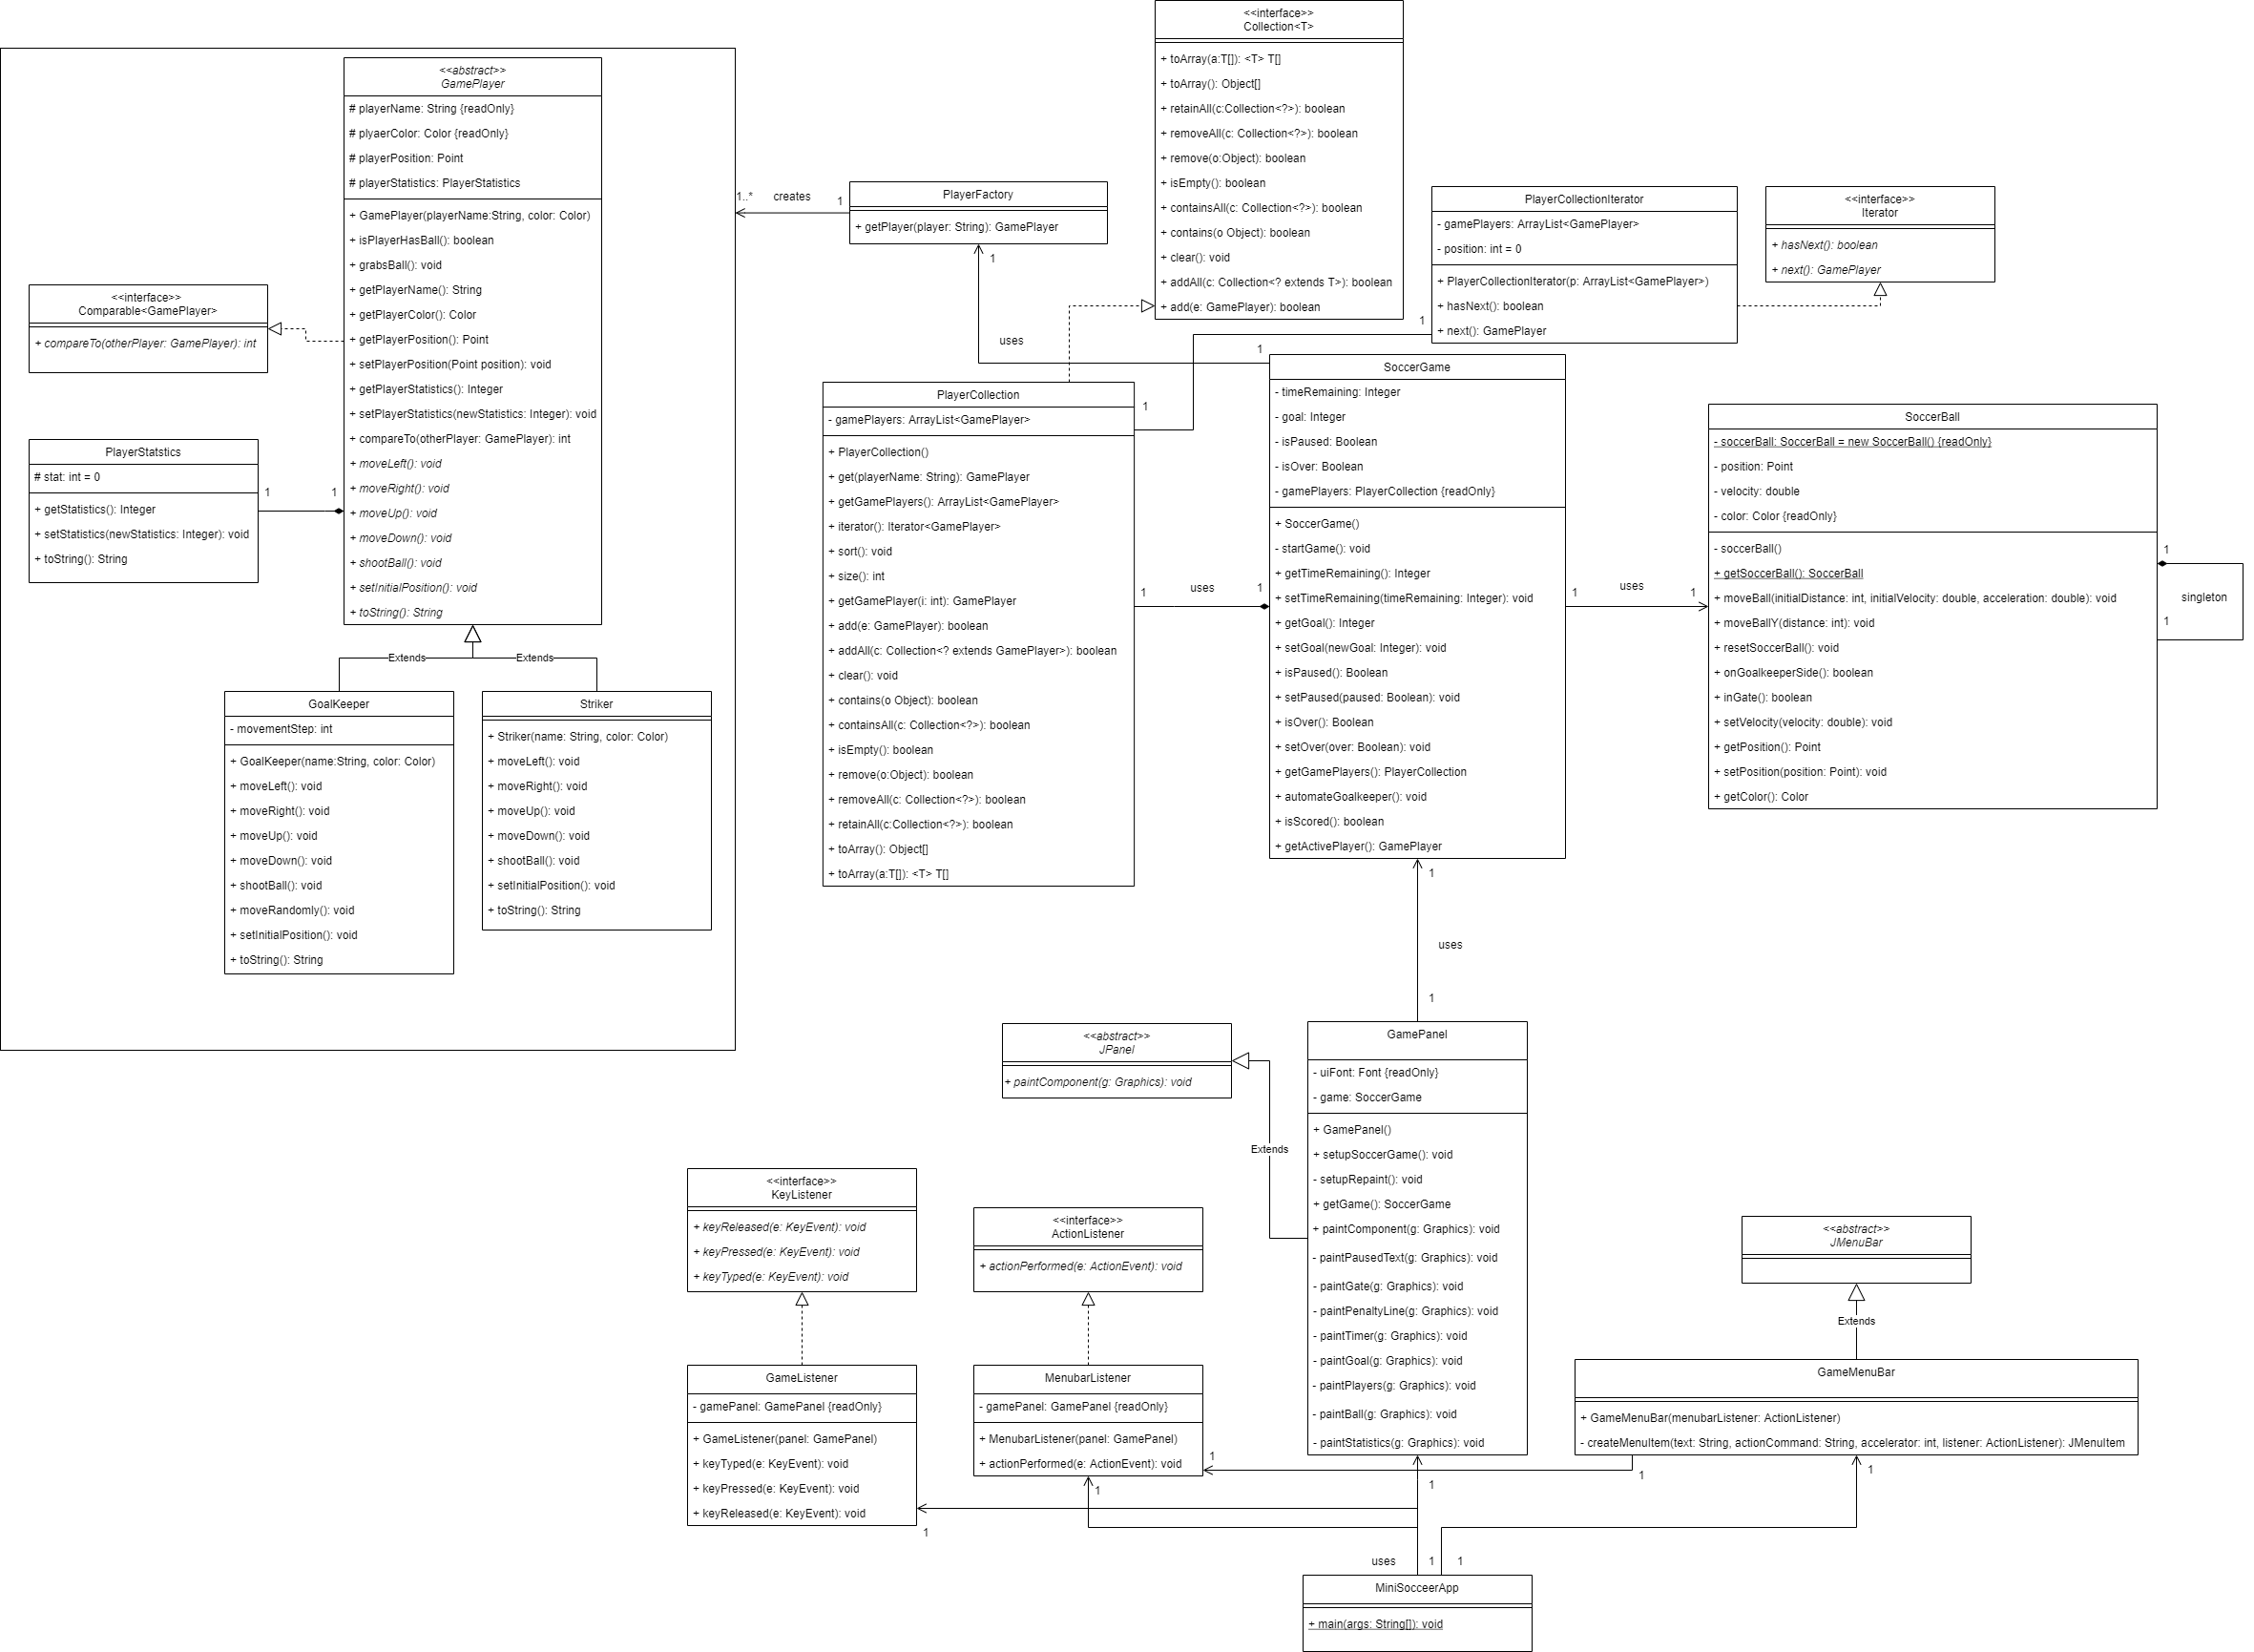 <<interface>>
Collection<T>
+ toArray(a:T[]): <T> T[]
+ toArray(): Object[]
+ retainAll(c:Collection<?>): boolean
+ removeAll(c: Collection<?>): boolean
+ remove(o:Object): boolean
+ isEmpty(): boolean
+ containsAll(c: Collection<?>): boolean
+ contains(o Object): boolean
+ clear(): void
+ addAll(c: Collection<? extends T>): boolean
+ add(e: GamePlayer): boolean
<<abstract>>
GamePlayer
# playerName: String {readOnly}
# plyaerColor: Color {readOnly}
# playerPosition: Point
# playerStatistics: PlayerStatistics
+ GamePlayer(playerName:String, color: Color)
+ isPlayerHasBall(): boolean
+ grabsBall(): void
+ getPlayerName(): String
+ getPlayerColor(): Color
+ getPlayerPosition(): Point
+ setPlayerPosition(Point position): void
+ getPlayerStatistics(): Integer
+ setPlayerStatistics(newStatistics: Integer): void
+ compareTo(otherPlayer: GamePlayer): int
+ moveLeft(): void
+ moveRight(): void
+ moveUp(): void
+ moveDown(): void
+ shootBall(): void
+ setInitialPosition(): void
+ toString(): String
<<interface>>
Comparable<GamePlayer>
+ compareTo(otherPlayer: GamePlayer): int
PlayerStatstics
# stat: int = 0
+ getStatistics(): Integer
+ setStatistics(newStatistics: Integer): void
+ toString(): String
1
1
Extends
Extends
GoalKeeper
- movementStep: int
+ GoalKeeper(name:String, color: Color)
+ moveLeft(): void
+ moveRight(): void
+ moveUp(): void
+ moveDown(): void
+ shootBall(): void
+ moveRandomly(): void
+ setInitialPosition(): void
+ toString(): String
Striker
+ Striker(name: String, color: Color)
+ moveLeft(): void
+ moveRight(): void
+ moveUp(): void
+ moveDown(): void
+ shootBall(): void
+ setInitialPosition(): void
+ toString(): String
1..*
creates
1
PlayerFactory
+ getPlayer(player: String): GamePlayer
1
uses
1
PlayerCollectionIterator
- gamePlayers: ArrayList<GamePlayer>
- position: int = 0
+ PlayerCollectionIterator(p: ArrayList<GamePlayer>)
+ hasNext(): boolean
+ next(): GamePlayer
<<interface>>
Iterator
+ hasNext(): boolean
+ next(): GamePlayer
1
1
PlayerCollection
- gamePlayers: ArrayList<GamePlayer>
+ PlayerCollection()
+ get(playerName: String): GamePlayer
+ getGamePlayers(): ArrayList<GamePlayer>
+ iterator(): Iterator<GamePlayer>
+ sort(): void
+ size(): int
+ getGamePlayer(i: int): GamePlayer
+ add(e: GamePlayer): boolean
+ addAll(c: Collection<? extends GamePlayer>): boolean
+ clear(): void
+ contains(o Object): boolean
+ containsAll(c: Collection<?>): boolean
+ isEmpty(): boolean
+ remove(o:Object): boolean
+ removeAll(c: Collection<?>): boolean
+ retainAll(c:Collection<?>): boolean
+ toArray(): Object[]
+ toArray(a:T[]): <T> T[]
1
uses
1
SoccerGame
- timeRemaining: Integer
- goal: Integer
- isPaused: Boolean
- isOver: Boolean
- gamePlayers: PlayerCollection {readOnly}
+ SoccerGame()
- startGame(): void
+ getTimeRemaining(): Integer
+ setTimeRemaining(timeRemaining: Integer): void
+ getGoal(): Integer
+ setGoal(newGoal: Integer): void
+ isPaused(): Boolean
+ setPaused(paused: Boolean): void
+ isOver(): Boolean
+ setOver(over: Boolean): void
+ getGamePlayers(): PlayerCollection
+ automateGoalkeeper(): void
+ isScored(): boolean
+ getActivePlayer(): GamePlayer
1
uses
1
SoccerBall
- soccerBall: SoccerBall = new SoccerBall() {readOnly}
- position: Point
- velocity: double
- color: Color {readOnly}
- soccerBall()
+ getSoccerBall(): SoccerBall
+ moveBall(initialDistance: int, initialVelocity: double, acceleration: double): void
+ moveBallY(distance: int): void
+ resetSoccerBall(): void
+ onGoalkeeperSide(): boolean
+ inGate(): boolean
+ setVelocity(velocity: double): void
+ getPosition(): Point
+ setPosition(position: Point): void
+ getColor(): Color
1
singleton
1
1
uses
1
<<abstract>>
JPanel
+ paintComponent(g: Graphics): void
Extends
GamePanel
- uiFont: Font {readOnly}
- game: SoccerGame
+ GamePanel()
+ setupSoccerGame(): void
- setupRepaint(): void
+ getGame(): SoccerGame
+ paintComponent(g: Graphics): void
- paintPausedText(g: Graphics): void
- paintGate(g: Graphics): void
- paintPenaltyLine(g: Graphics): void
- paintTimer(g: Graphics): void
- paintGoal(g: Graphics): void
- paintPlayers(g: Graphics): void
- paintBall(g: Graphics): void
- paintStatistics(g: Graphics): void
<<interface>>
KeyListener
+ keyReleased(e: KeyEvent): void
+ keyPressed(e: KeyEvent): void
+ keyTyped(e: KeyEvent): void
<<interface>>
ActionListener
+ actionPerformed(e: ActionEvent): void
<<abstract>>
JMenuBar
Extends
GameListener
- gamePanel: GamePanel {readOnly}
+ GameListener(panel: GamePanel)
+ keyTyped(e: KeyEvent): void
+ keyPressed(e: KeyEvent): void
+ keyReleased(e: KeyEvent): void
MenubarListener
- gamePanel: GamePanel {readOnly}
+ MenubarListener(panel: GamePanel)
+ actionPerformed(e: ActionEvent): void
GameMenuBar
+ GameMenuBar(menubarListener: ActionListener)
- createMenuItem(text: String, actionCommand: String, accelerator: int, listener: ActionListener): JMenuItem
1
1
1
1
1
1
uses
1
1
MiniSocceerApp
+ main(args: String[]): void